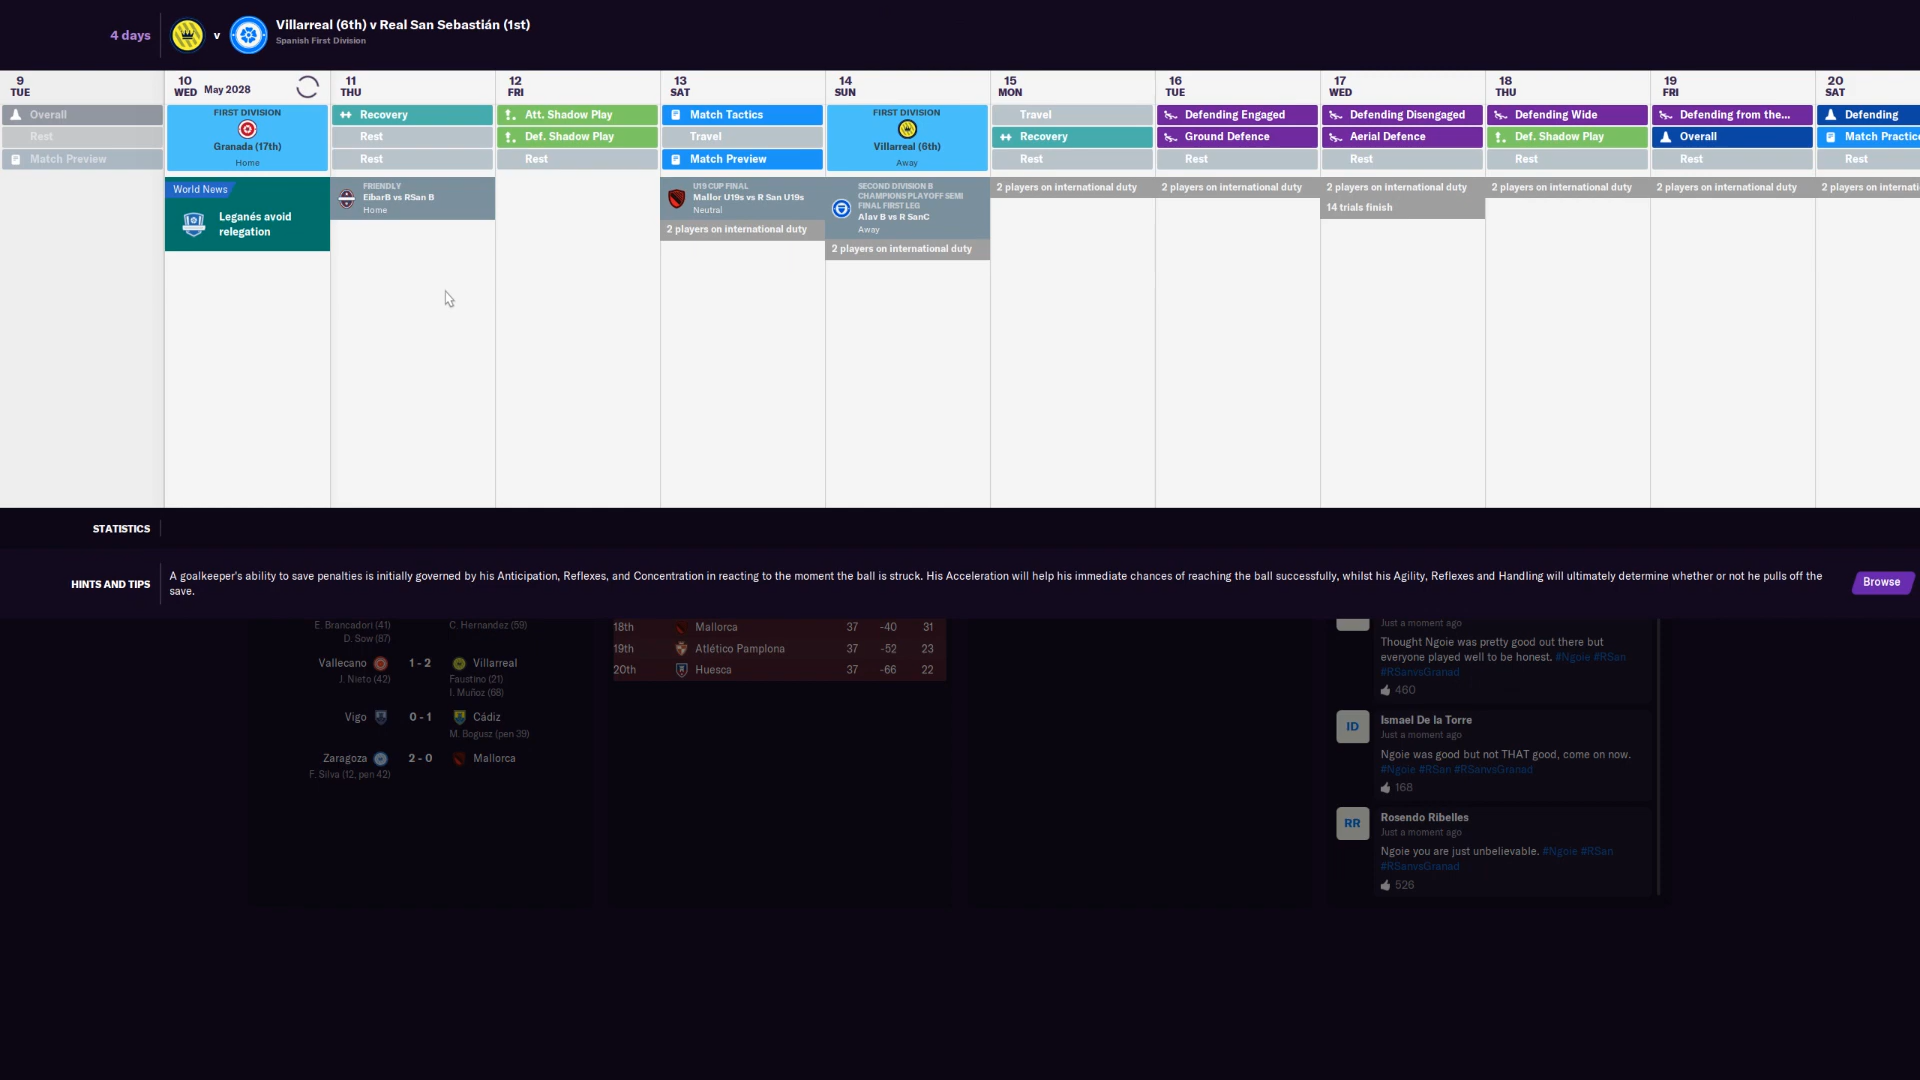 4 days
v
Villarreal (6th) v Real San Sebastián (1st)
Spanish First Division
9
TUE
Overall
Rest
Match Preview
10
WED May 2028
FIRST DIVISION
Granada (17th)
Home
World News
Leganés avoid
relegation
11
THU
Recovery
Rest
Rest
FRIENDLY
EibarB vs RSan B
Home
12
FRI
Att. Shadow Play
Def. Shadow Play
Rest
13
SAT
Match Tactics
Travel
Match Preview
U19 CUP FINAL
Mallor U19s vs R San U19s
Neutral
2 players on international duty
14
SUN
FIRST DIVISION
Villarreal (6th)
Away
SECOND DIVISION B
CHAMPIONS PLAYOFF SEMI
FINAL FIRST LEG
Alav B vs R SanC
Away
2 players on international duty
15
MON
Travel
Recovery
Rest
2 players on international duty
16
TUE
Defending Engaged
Ground Defence
Rest
2 players on international duty
17
WED
Defending Disengaged
Aerial Defence
Rest
2 players on international duty
14 trials finish
18
THU
Defending Wide
Def. Shadow Play
Rest
2 players on international duty
19
FRI
Defending from the...
Overall
Rest
2 players on international duty
20
SAT
Defending
Match Practice
Rest
2 players on internati
STATISTICS
HINTS AND TIPS
A goalkeeper's ability to save penalties is initially governed by his Anticipation, Reflexes, and Concentration in reacting to the moment the ball is struck. His Acceleration will help his immediate chances of reaching the ball successfully, whilst his Agility, Reflexes and Handling will ultimately determine whether or not he pulls off the
save.
Browse
E. Brancadori (41) C. Hernandez (59)
D. Sow (87)
Vallecano 1 - 2 Villarreal
J. Nieto (42) Faustino (21)
I. Muñoz (68)
Vigo 0 - 1 Cádiz
M. Bogusz (pen 39)
Zaragoza 2 - 0 Mallorca
F. Silva (12, pen 42)
18th Mallorca 37 -40 31
19th Atlético Pamplona 37 -52 23
20th Huesca 37 -66 22
Just a moment ago
Thought Ngoie was pretty good out there but
everyone played well to be honest. #Ngoie #RSan
#RSanvsGranad
460
ID
Ismael De la Torre
Just a moment ago
Ngoie was good but not THAT good, come on now.
#Ngoie #RSan #RSanvsGranad
168
RR
Rosendo Ribelles
Just a moment ago
Ngoie you are just unbelievable. #Ngoie #RSan
#RSanvsGranad
526